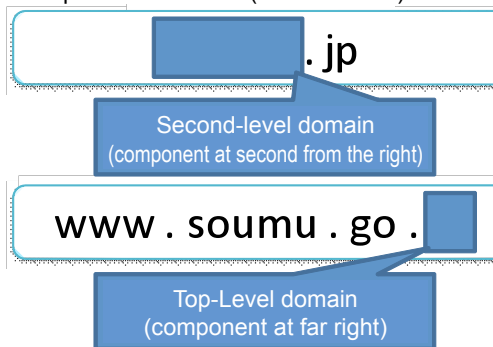 . jp
Second-level domain
(component at second from the right)
www . soumu . go .
Top-Level domain
(component at far right)